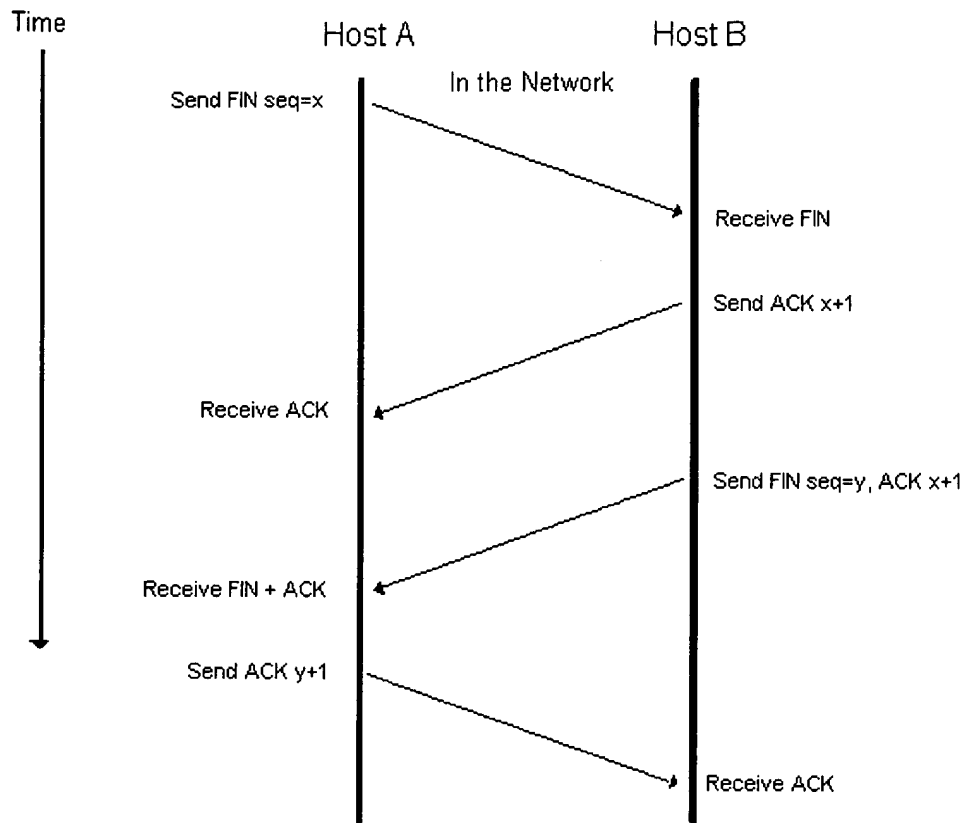 Time
Host A
Host B
In the Network
Send FIN seq=x
Receive FIN
Send ACK x+1
Receive ACK
Send FIN seq=y, ACK x+1
Receive FIN + ACK
Send ACK y+1
Receive ACK